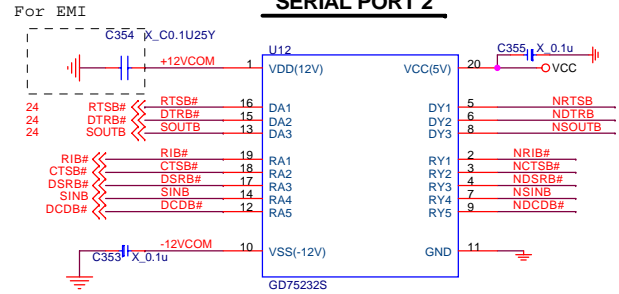 For EMI
SERIAL PORT 2
C354 X_C0.1U25Y
U12
C355 X_0.1u
+12VCOM 1 VDD(12V) VCC(5V) 20 VCC
24 RTSB# RTSB# 16 DA1 DY1 5 NRTSB
24 DTRB# DTRB# 15 DA2 DY2 6 NDTRB
24 SOUTB SOUTB 13 DA3 DY3 8 NSOUTB
RIB# RIB# 19 RA1 RY1 2 NRIB#
CTSB# CTSB# 18 RA2 RY2 3 NCTSB#
DSRB# DSRB# 17 RA3 RY3 4 NDSRB#
SINB SINB 14 RA4 RY4 7 NSINB
DCDB# DCDB# 12 RA5 RY5 9 NDCDB#
-12VCOM 10 VSS(-12V) GND 11
C353 X_0.1u
GD75232S